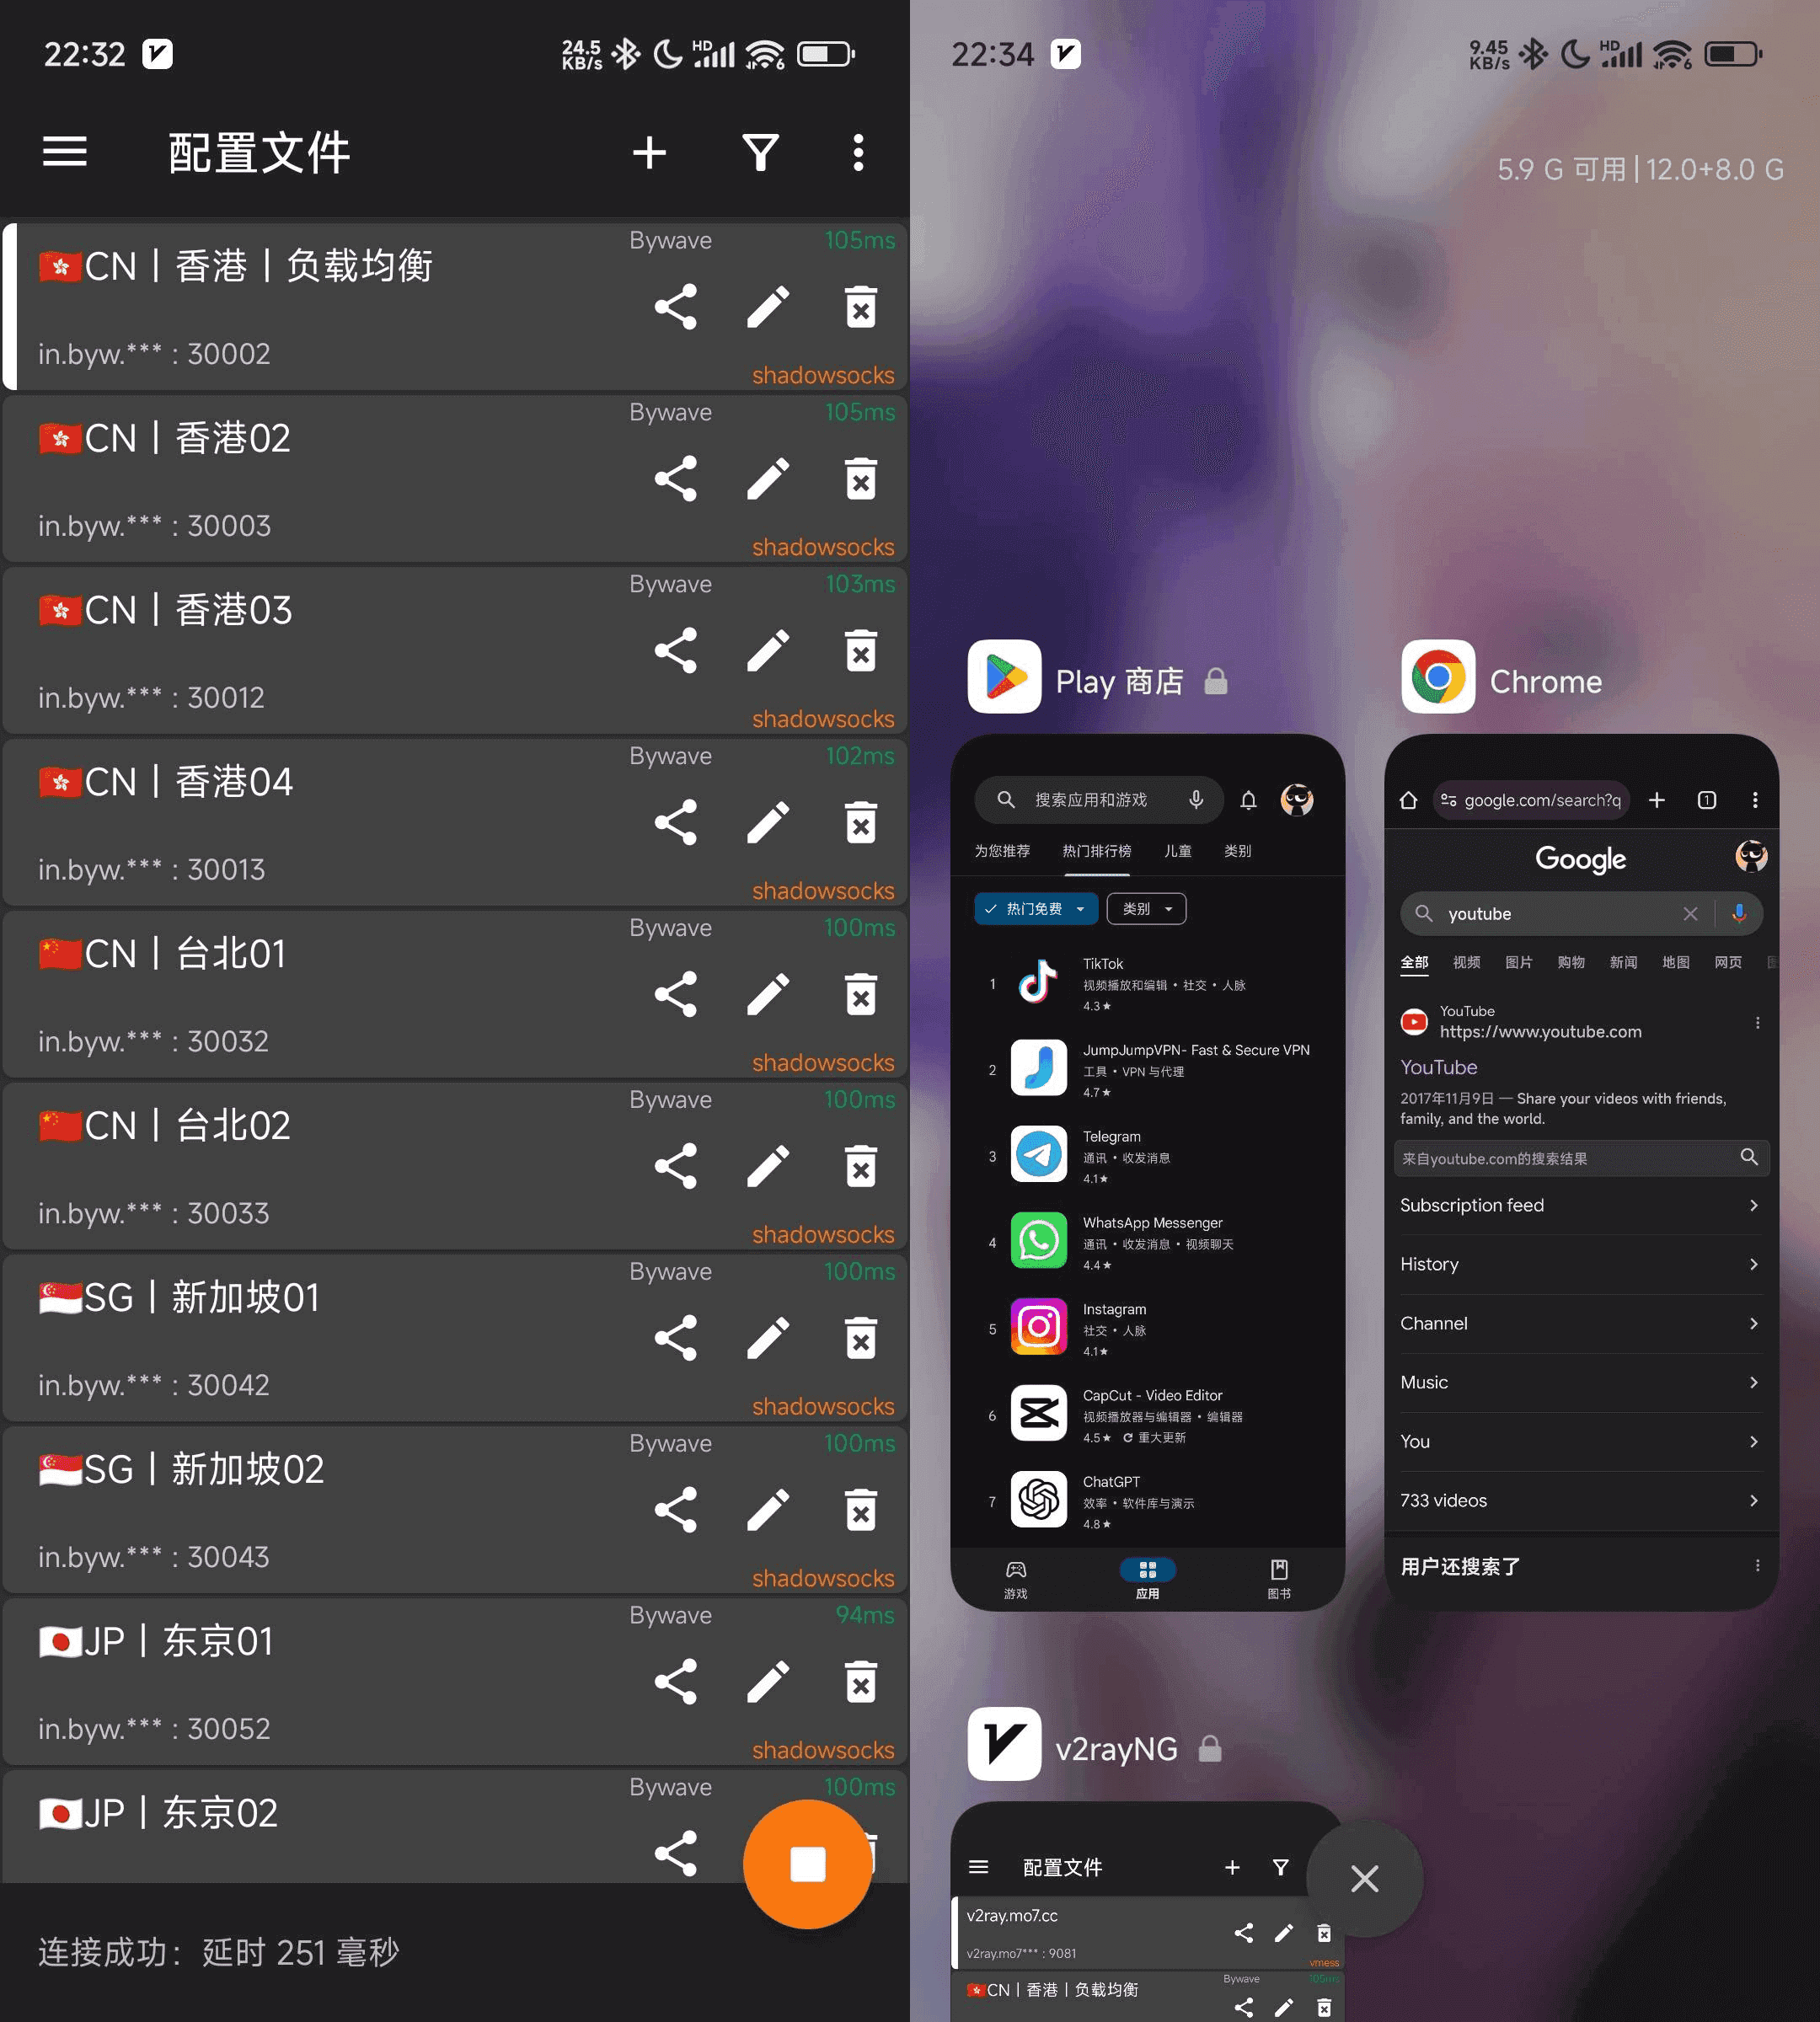 22:32
24.5 KB/s
HD
6
配置文件
CN | 香港 | 负载均衡
Bywave
105ms
in.byw.*** : 30002
shadowsocks
CN | 香港02
Bywave
105ms
in.byw.*** : 30003
shadowsocks
CN | 香港03
Bywave
103ms
in.byw.*** : 30012
shadowsocks
CN | 香港04
Bywave
102ms
in.byw.*** : 30013
shadowsocks
CN | 台北01
Bywave
100ms
in.byw.*** : 30032
shadowsocks
CN | 台北02
Bywave
100ms
in.byw.*** : 30033
shadowsocks
SG | 新加坡01
Bywave
100ms
in.byw.*** : 30042
shadowsocks
SG | 新加坡02
Bywave
100ms
in.byw.*** : 30043
shadowsocks
JP | 东京01
Bywave
94ms
in.byw.*** : 30052
shadowsocks
JP | 东京02
Bywave
100ms
连接成功：延时 251 毫秒
22:34
9.45 KB/s
HD
6
5.9 G 可用 | 12.0+8.0 G
Play 商店
搜索应用和游戏
为您推荐 热门排行榜 儿童 类别
热门免费 类别
1
TikTok
视频播放和编辑 • 社交 • 人脉
4.3★
2
JumpJumpVPN- Fast & Secure VPN
工具 • VPN 与代理
4.7★
3
Telegram
通讯 • 收发消息
4.1★
4
WhatsApp Messenger
通讯 • 收发消息 • 视频聊天
4.4★
5
Instagram
社交 • 人脉
4.1★
6
CapCut - Video Editor
视频播放器与编辑器 • 编辑器
4.5★ 重大更新
7
ChatGPT
效率 • 软件库与演示
4.8★
游戏 应用 图书
Chrome
google.com/search?q
1
Google
youtube
全部 视频 图片 购物 新闻 地图 网页
YouTube
https://www.youtube.com
YouTube
2017年11月9日 — Share your videos with friends,
family, and the world.
来自youtube.com的搜索结果
Subscription feed
History
Channel
Music
You
733 videos
用户还搜索了
v2rayNG
配置文件
v2ray.mo7.cc
v2ray.mo7*** : 9081
vmess
Bywave
105ms
CN | 香港 | 负载均衡